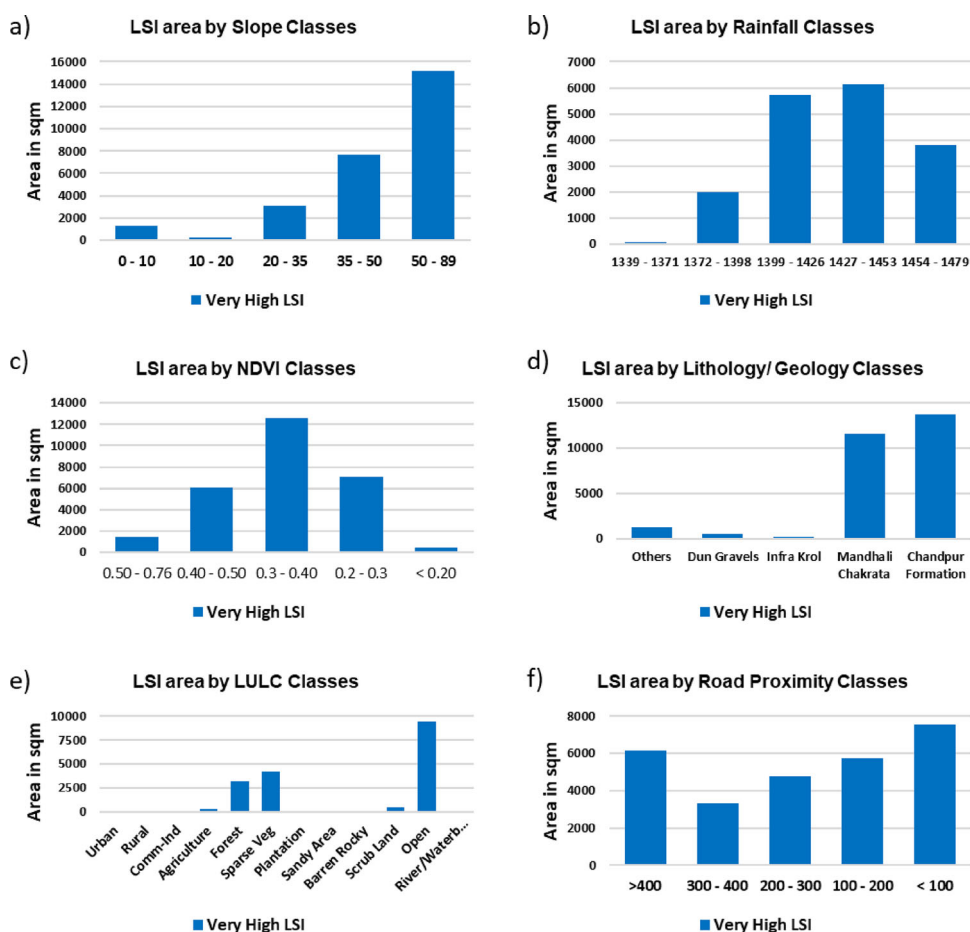 a)
LSI area by Slope Classes
Area in sqm
16000
14000
12000
10000
8000
6000
4000
2000
0
0 - 10 10 - 20 20 - 35 35 - 50 50 - 89
Very High LSI
b)
LSI area by Rainfall Classes
Area in sqm
7000
6000
5000
4000
3000
2000
1000
0
1339 - 1371 1372 - 1398 1399 - 1426 1427 - 1453 1454 - 1479
Very High LSI
c)
LSI area by NDVI Classes
Area in sqm
14000
12000
10000
8000
6000
4000
2000
0
0.50 - 0.76 0.40 - 0.50 0.3 - 0.40 0.2 - 0.3 < 0.20
Very High LSI
d)
LSI area by Lithology/ Geology Classes
Area in sqm
15000
10000
5000
0
Others Dun Gravels Infra Krol Mandhali Chandpur
Chakrata Formation
Very High LSI
e)
LSI area by LULC Classes
Area in sqm
10000
7500
5000
2500
0
Urban
Rural
Comm-Ind
Agriculture
Forest
Sparse Veg
Plantation
Sandy Area
Barren Rocky
Scrub Land
Open
River/Waterb...
Very High LSI
f)
LSI area by Road Proximity Classes
Area in sqm
8000
6000
4000
2000
0
>400 300 - 400 200 - 300 100 - 200 < 100
Very High LSI